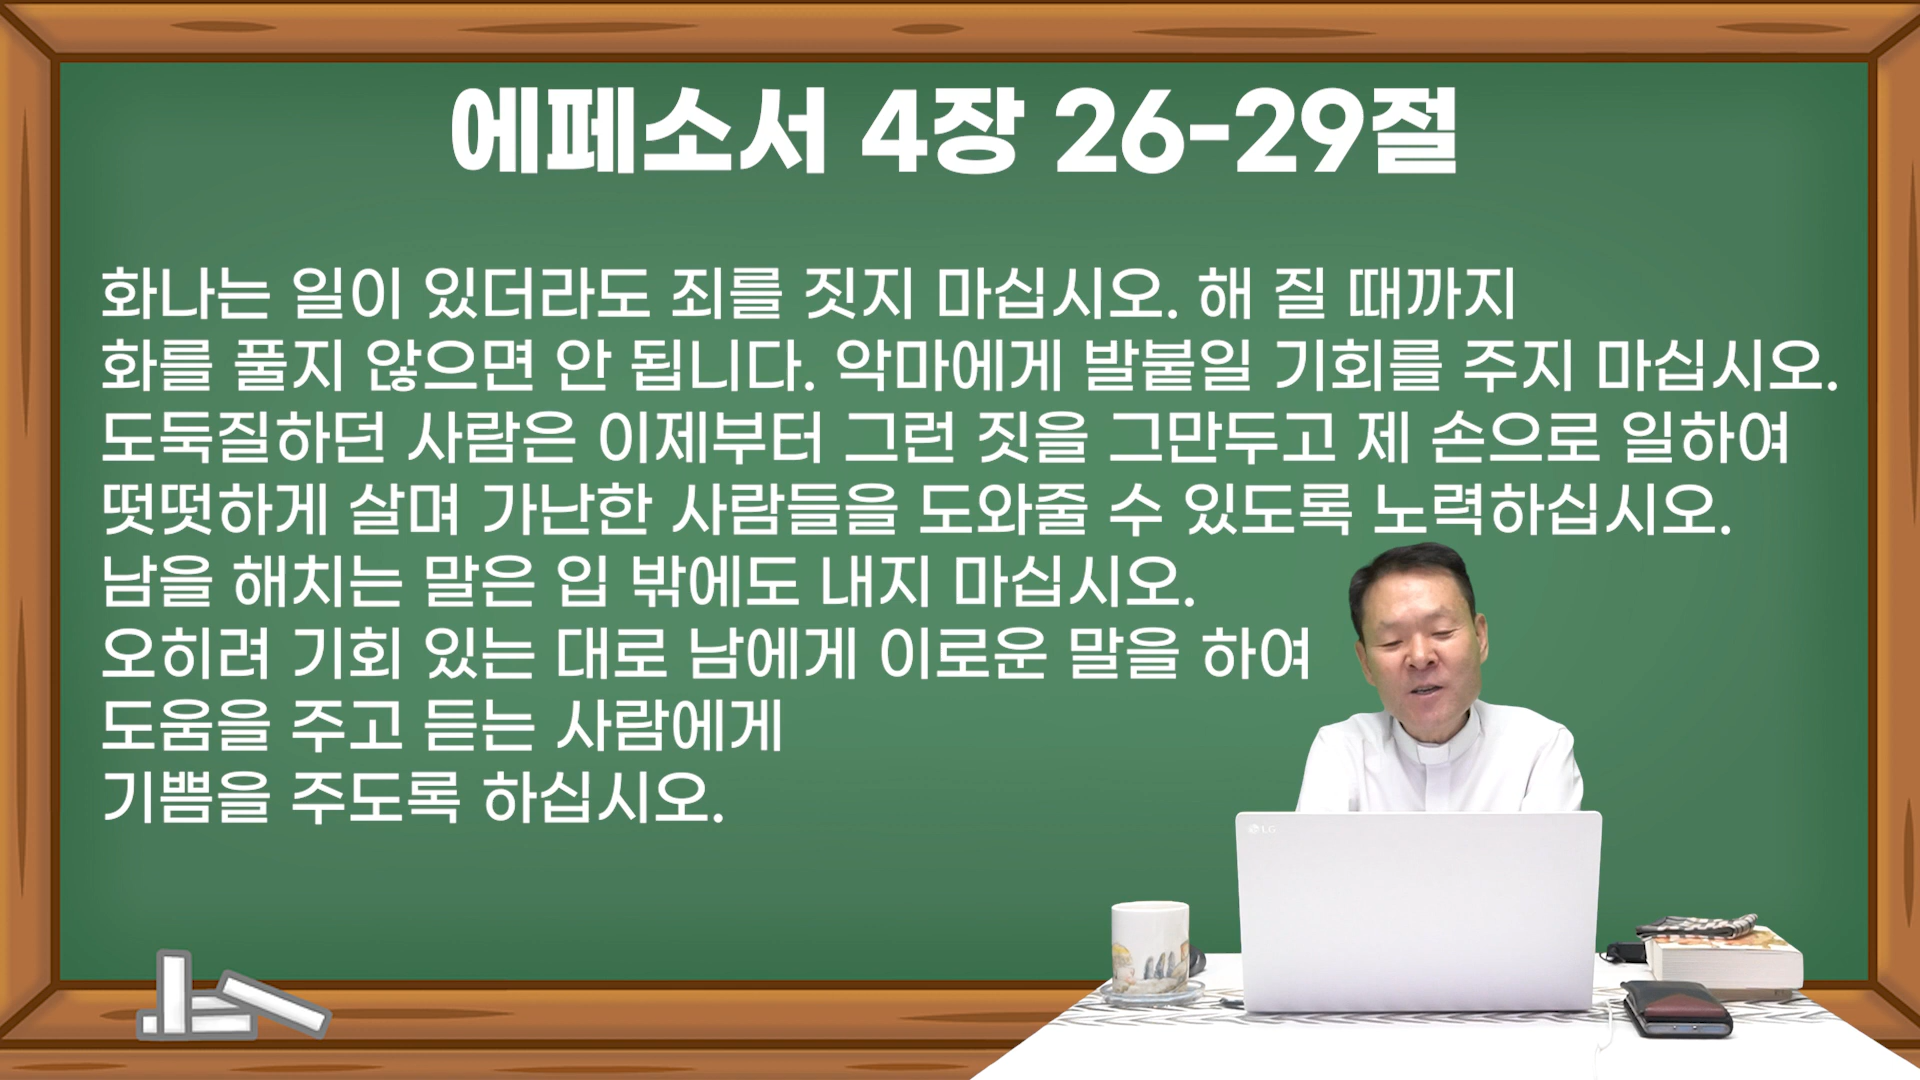 에페소서 4장 26-29절
화나는 일이 있더라도 죄를 짓지 마십시오. 해 질 때까지
화를 풀지 않으면 안 됩니다. 악마에게 발붙일 기회를 주지 마십시오.
도둑질하던 사람은 이제부터 그런 짓을 그만두고 제 손으로 일하여
떳떳하게 살며 가난한 사람들을 도와줄 수 있도록 노력하십시오.
남을 해치는 말은 입 밖에도 내지 마십시오.
오히려 기회 있는 대로 남에게 이로운 말을 하여
도움을 주고 듣는 사람에게
기쁨을 주도록 하십시오.
LG